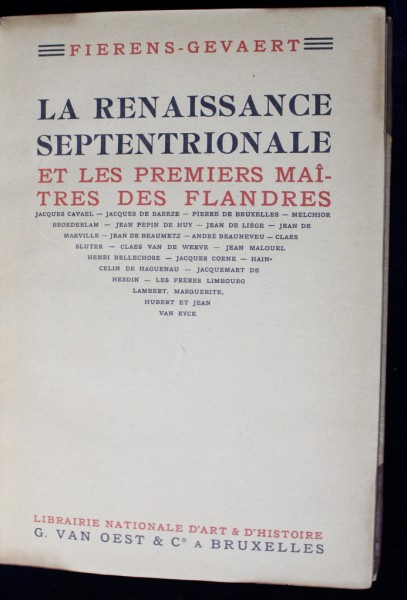 FIERENS-GEVAERT
LA RENAISSANCE
SEPTENTRIONALE
ET LES PREMIERS MAÎ-
TRES DES FLANDRES
JACQUES CAVAEL — JACQUES DE BAERZE — PIERRE DE BRUXELLES — MELCHIOR
BROEDERLAM — JEAN PÉPIN DE HUY — JEAN DE LIÉGE — JEAN DE
MARVILLE — JEAN DE BEAUMETZ — ANDRÉ BEAUNEVEU — CLAES
SLUTER — CLAES VAN DE WERVE — JEAN MALOUEL
HENRI BELLECHOSE — JACQUES COENE — HAIN-
CELIN DE HAGUENAU — JACQUEMART DE
HESDIN — LES FRÈRES LIMBOURG
LAMBERT, MARGUERITE,
HUBERT ET JEAN
VAN EYCK
LIBRAIRIE NATIONALE D'ART & D'HISTOIRE
G. VAN OEST & Cº A BRUXELLES